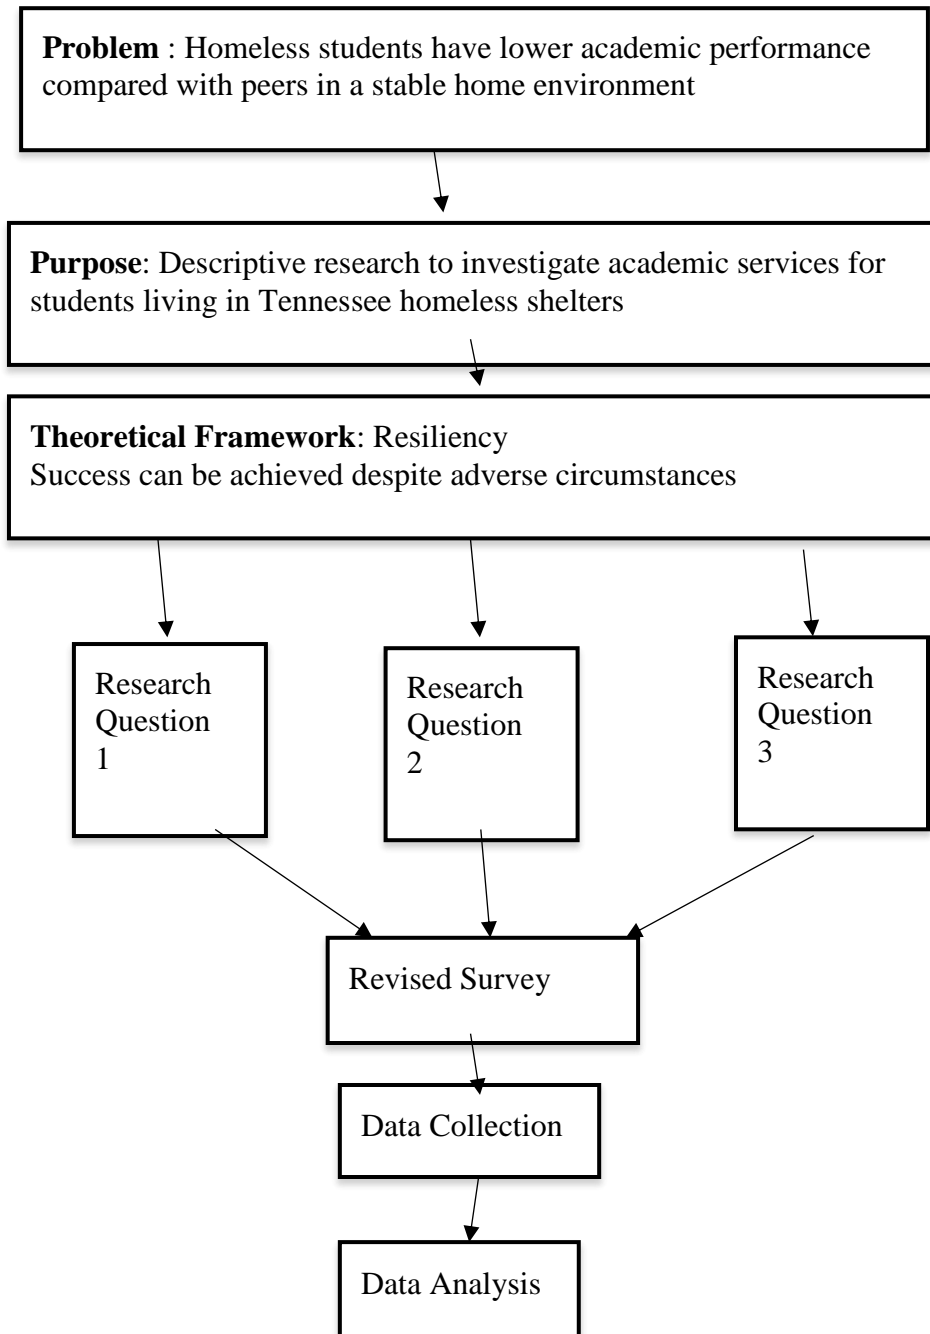 Problem : Homeless students have lower academic performance
compared with peers in a stable home environment
Purpose: Descriptive research to investigate academic services for
students living in Tennessee homeless shelters
Theoretical Framework: Resiliency
Success can be achieved despite adverse circumstances
Research
Question
1
Research
Question
2
Research
Question
3
Revised Survey
Data Collection
Data Analysis